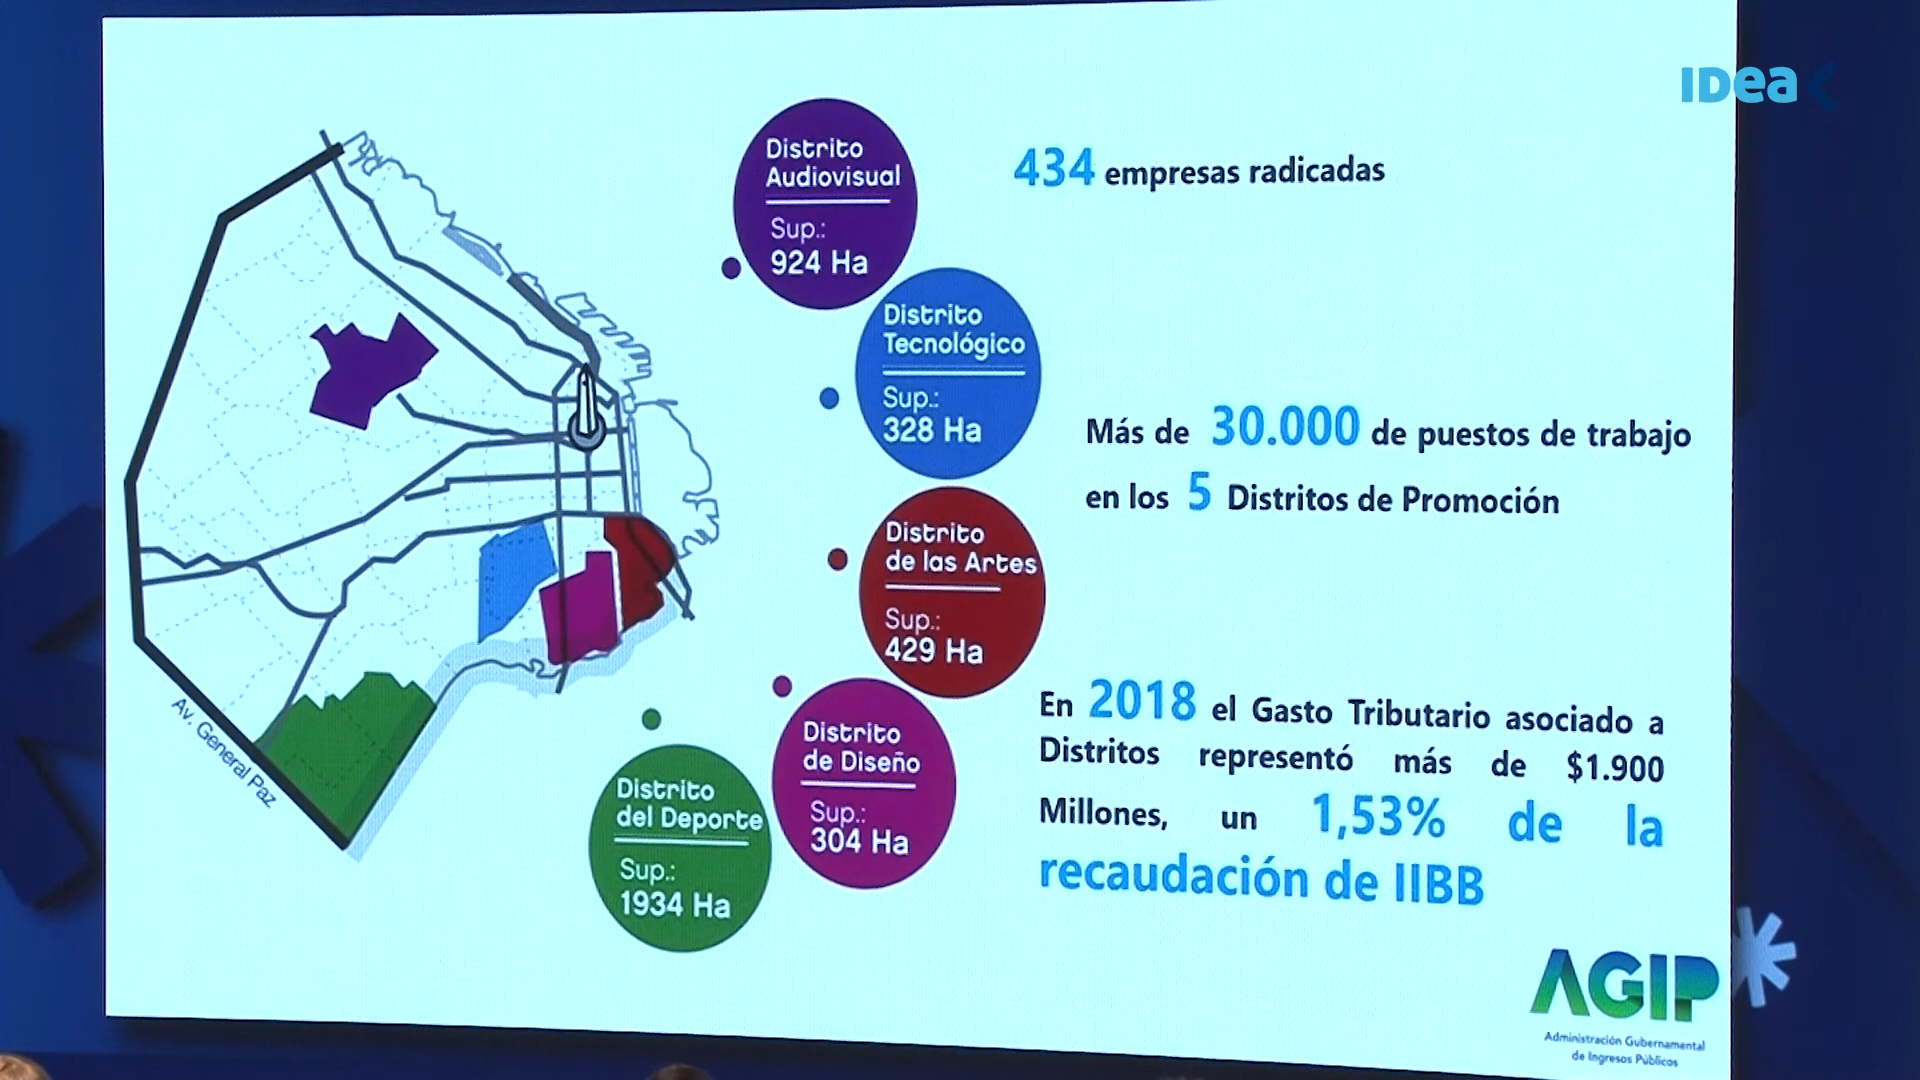 IDea
Distrito
Audiovisual
Sup.:
924 Ha
434 empresas radicadas
Distrito
Tecnológico
Sup.:
328 Ha
Más de 30.000 de puestos de trabajo
en los 5 Distritos de Promoción
Distrito
de las Artes
Sup.:
429 Ha
Distrito
de Diseño
Sup.:
304 Ha
Distrito
del Deporte
Sup.:
1934 Ha
En 2018 el Gasto Tributario asociado a
Distritos representó más de $1.900
Millones, un 1,53% de la
recaudación de IIBB
Av. General Paz
AGIP
Administración Gubernamental
de Ingresos Públicos